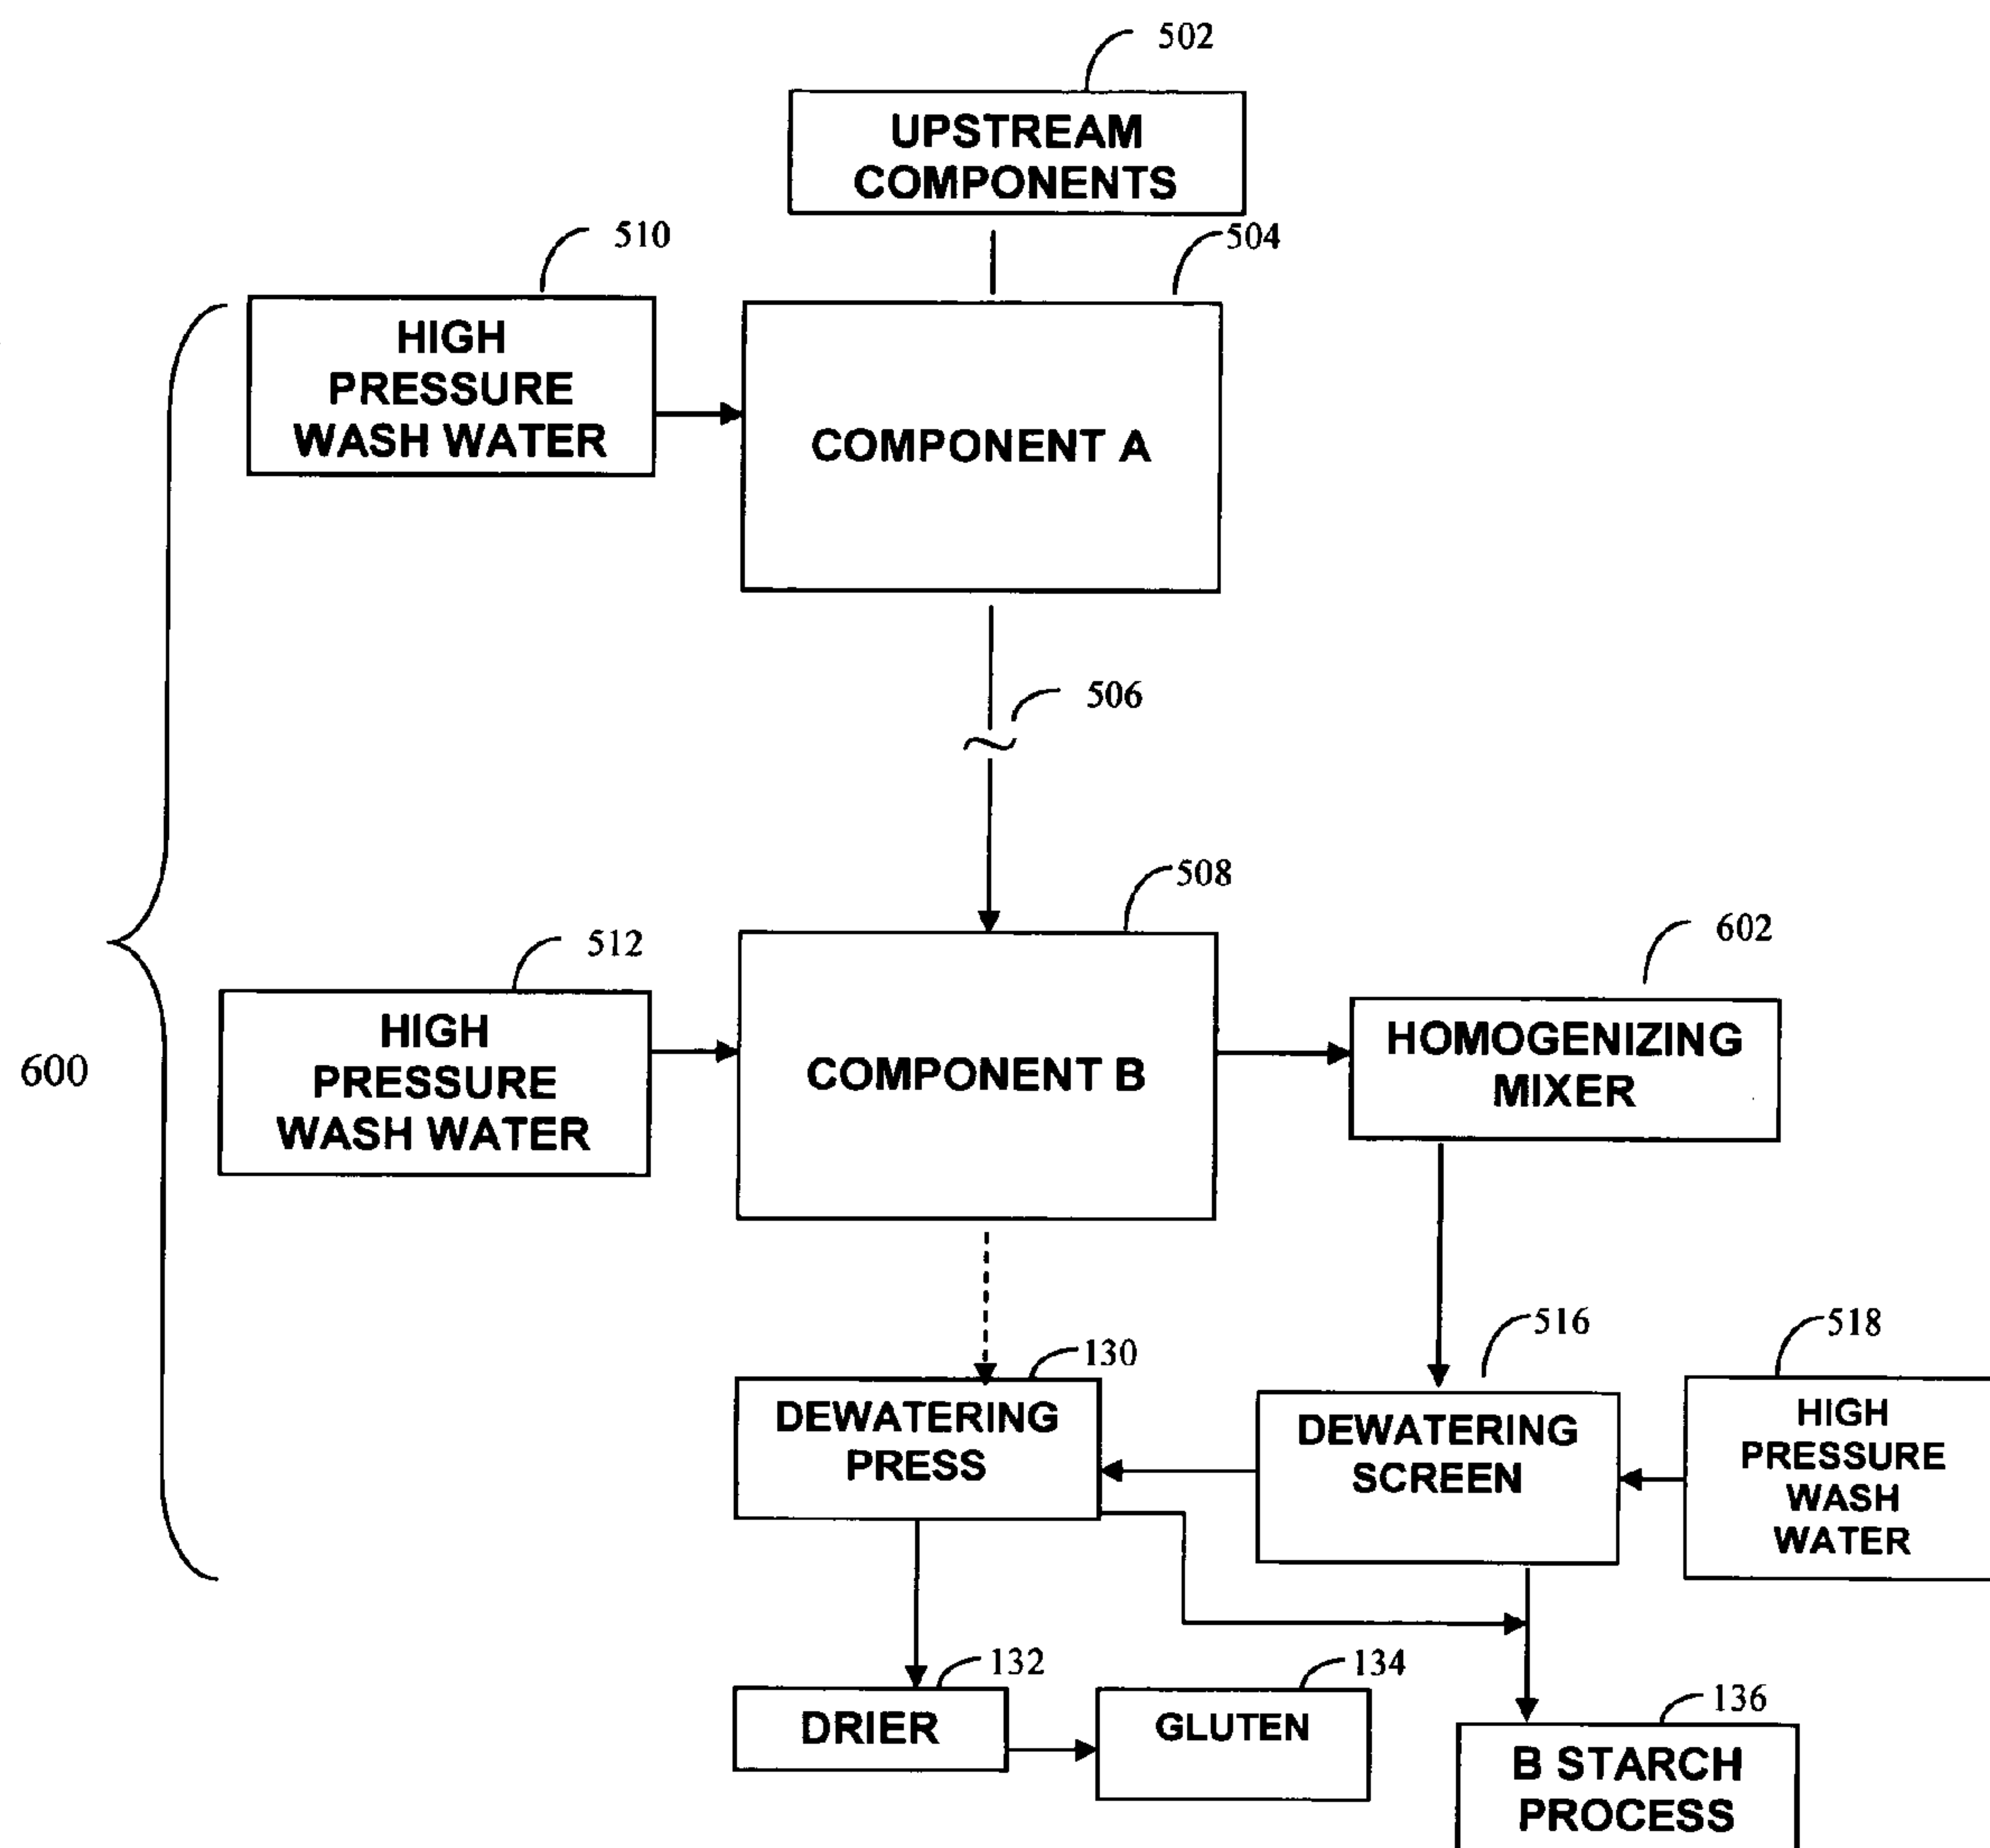 502
UPSTREAM
COMPONENTS
510
504
HIGH
PRESSURE
WASH WATER
COMPONENT A
506
508
512
602
HIGH
PRESSURE
WASH WATER
COMPONENT B
HOMOGENIZING
MIXER
600
516
518
130
DEWATERING
PRESS
DEWATERING
SCREEN
HIGH
PRESSURE
WASH
WATER
132
134
136
DRIER
GLUTEN
B STARCH
PROCESS